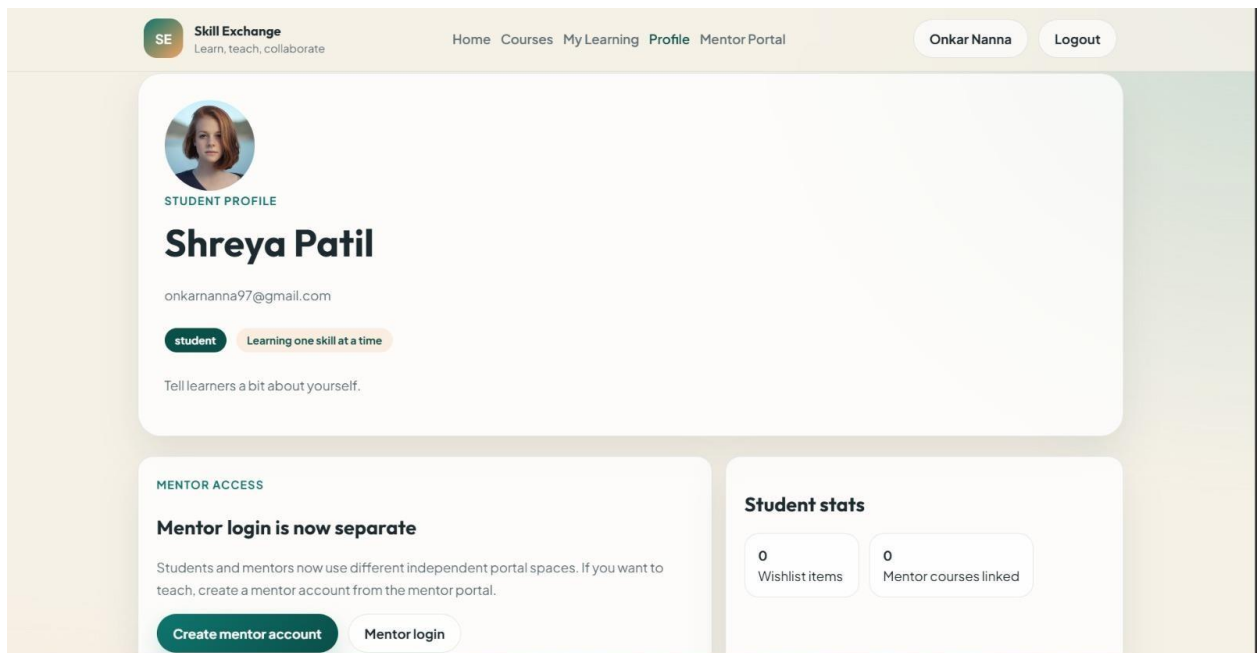 SE
Skill Exchange
Learn, teach, collaborate
Home Courses My Learning Profile Mentor Portal
Onkar Nanna
Logout
STUDENT PROFILE
Shreya Patil
onkarnanna97@gmail.com
student
Learning one skill at a time
Tell learners a bit about yourself.
MENTOR ACCESS
Mentor login is now separate
Students and mentors now use different independent portal spaces. If you want to
teach, create a mentor account from the mentor portal.
Create mentor account
Mentor login
Student stats
0
Wishlist items
0
Mentor courses linked